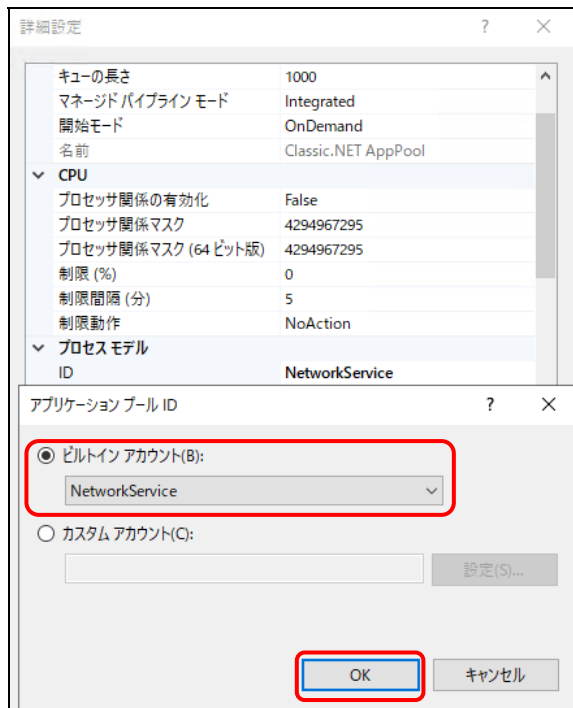 詳細設定
キューの長さ 1000
マネージド パイプライン モード Integrated
開始モード OnDemand
名前 Classic.NET AppPool
CPU
プロセッサ関係の有効化 False
プロセッサ関係マスク 4294967295
プロセッサ関係マスク (64 ビット版) 4294967295
制限 (%) 0
制限間隔 (分) 5
制限動作 NoAction
プロセス モデル
ID NetworkService
アプリケーション プール ID
ビルトイン アカウント(B):
NetworkService
カスタム アカウント(C):
設定(S)...
OK キャンセル